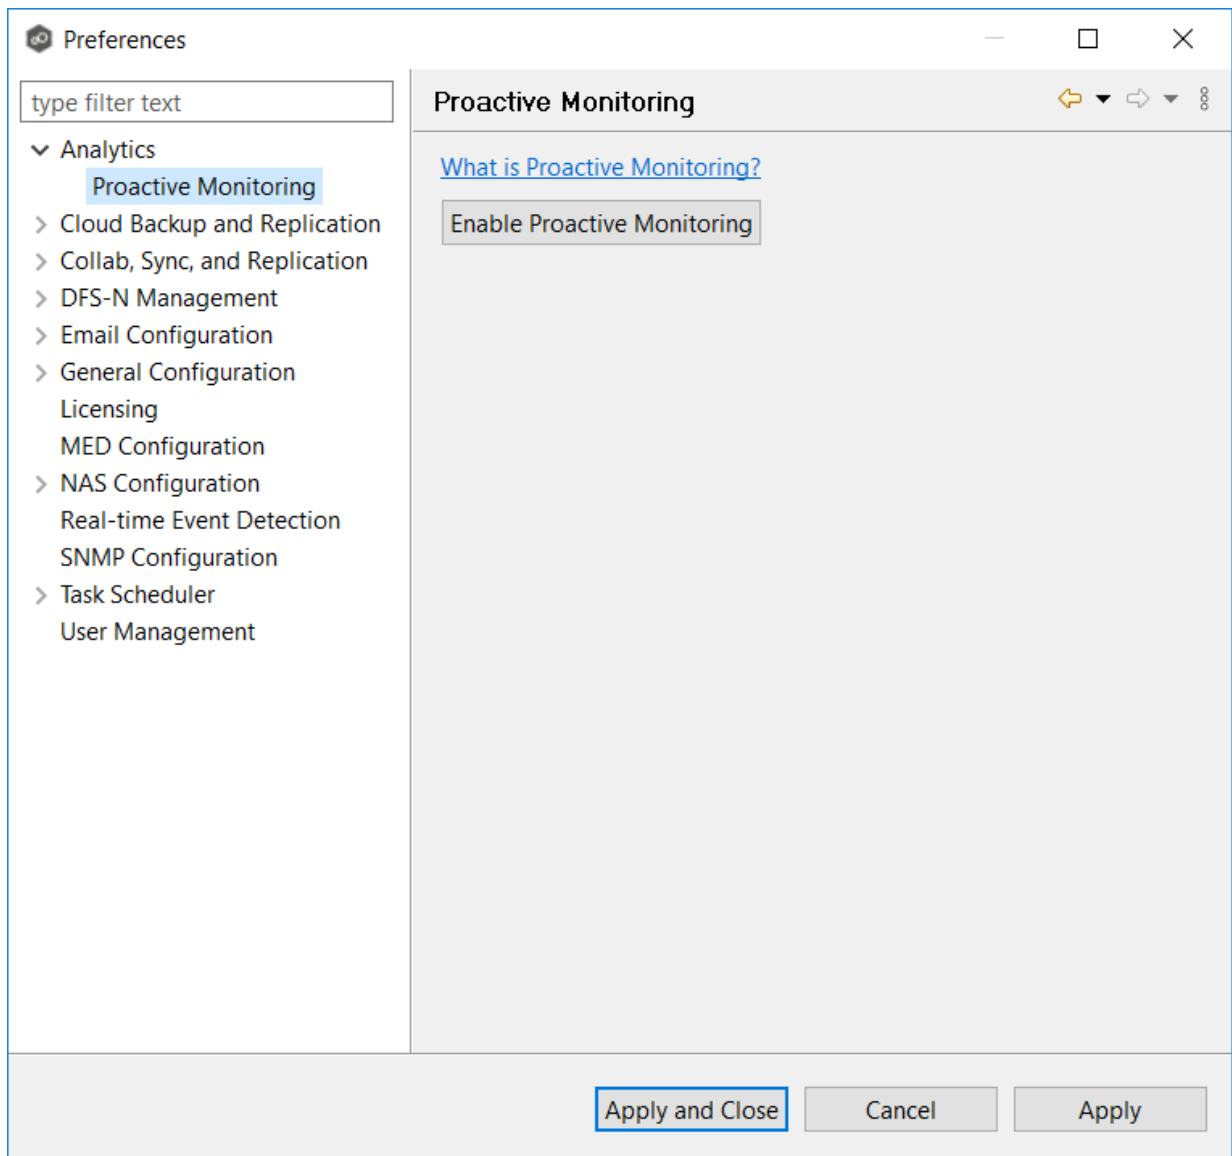 Preferences
type filter text
Analytics
Proactive Monitoring
Cloud Backup and Replication
Collab, Sync, and Replication
DFS-N Management
Email Configuration
General Configuration
Licensing
MED Configuration
NAS Configuration
Real-time Event Detection
SNMP Configuration
Task Scheduler
User Management
Proactive Monitoring
What is Proactive Monitoring?
Enable Proactive Monitoring
Apply and Close
Cancel
Apply